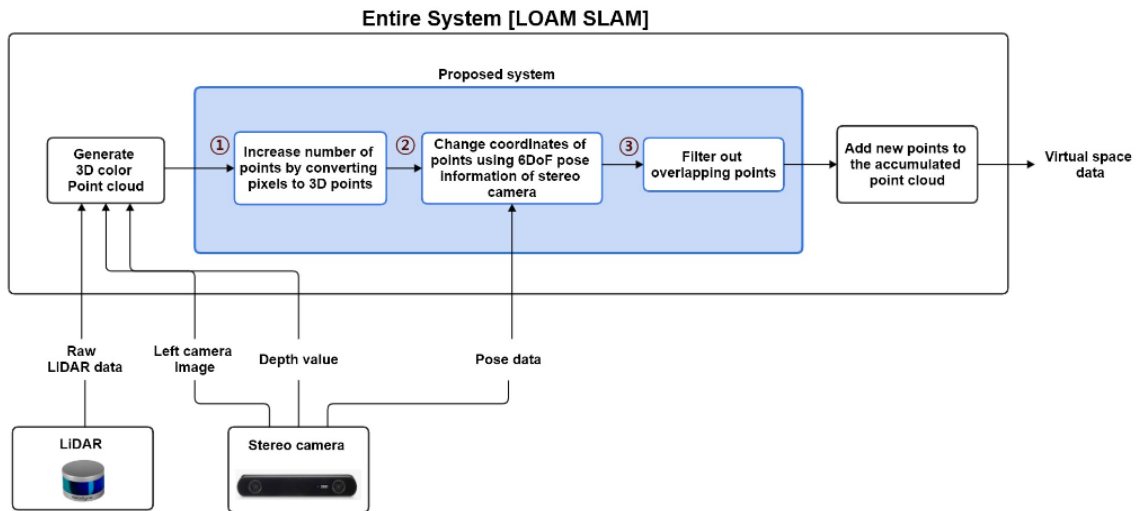 Entire System [LOAM SLAM]
Proposed system
Generate
3D color
Point cloud
①
Increase number of
points by converting
pixels to 3D points
②
Change coordinates of
points using 6DoF pose
information of stereo
camera
③
Filter out
overlapping points
Add new points to
the accumulated
point cloud
Virtual space
data
Raw
LIDAR data
Left camera
Image
Depth value
Pose data
LiDAR
Stereo camera